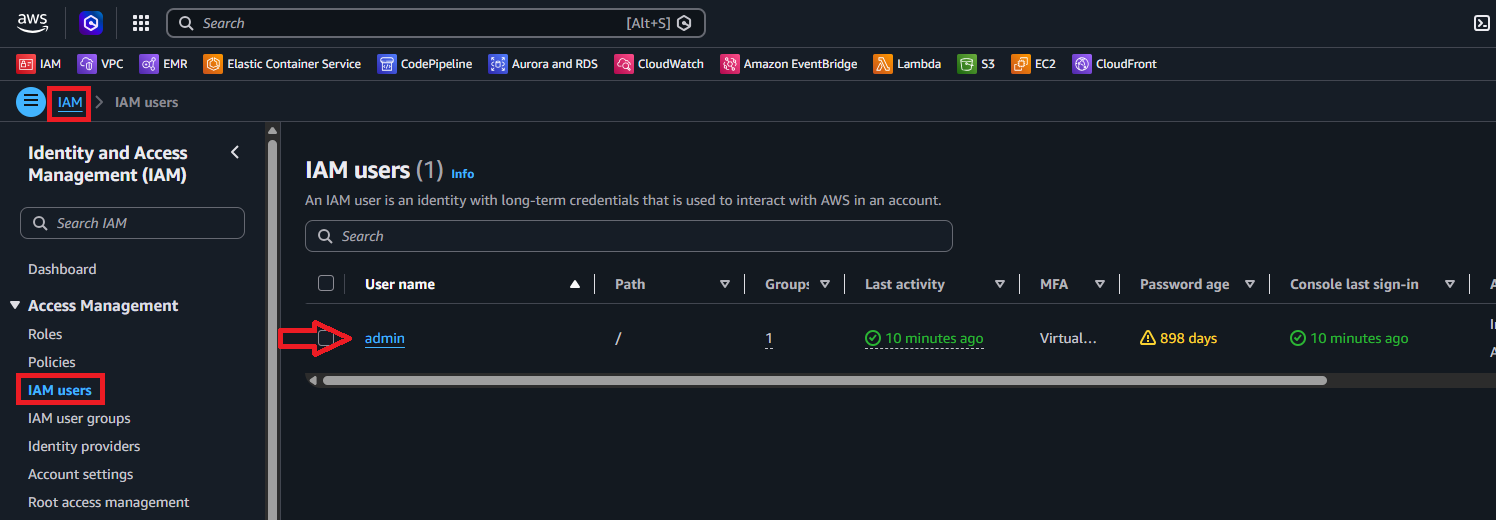 aws
Search [Alt+S]
IAM VPC EMR Elastic Container Service CodePipeline Aurora and RDS CloudWatch Amazon EventBridge Lambda S3 EC2 CloudFront
IAM > IAM users
Identity and Access
Management (IAM)
Search IAM
Dashboard
Access Management
Roles
Policies
IAM users
IAM user groups
Identity providers
Account settings
Root access management
IAM users (1) Info
An IAM user is an identity with long-term credentials that is used to interact with AWS in an account.
Search
User name Path Groups Last activity MFA Password age Console last sign-in
admin / 1 10 minutes ago Virtual... 898 days 10 minutes ago